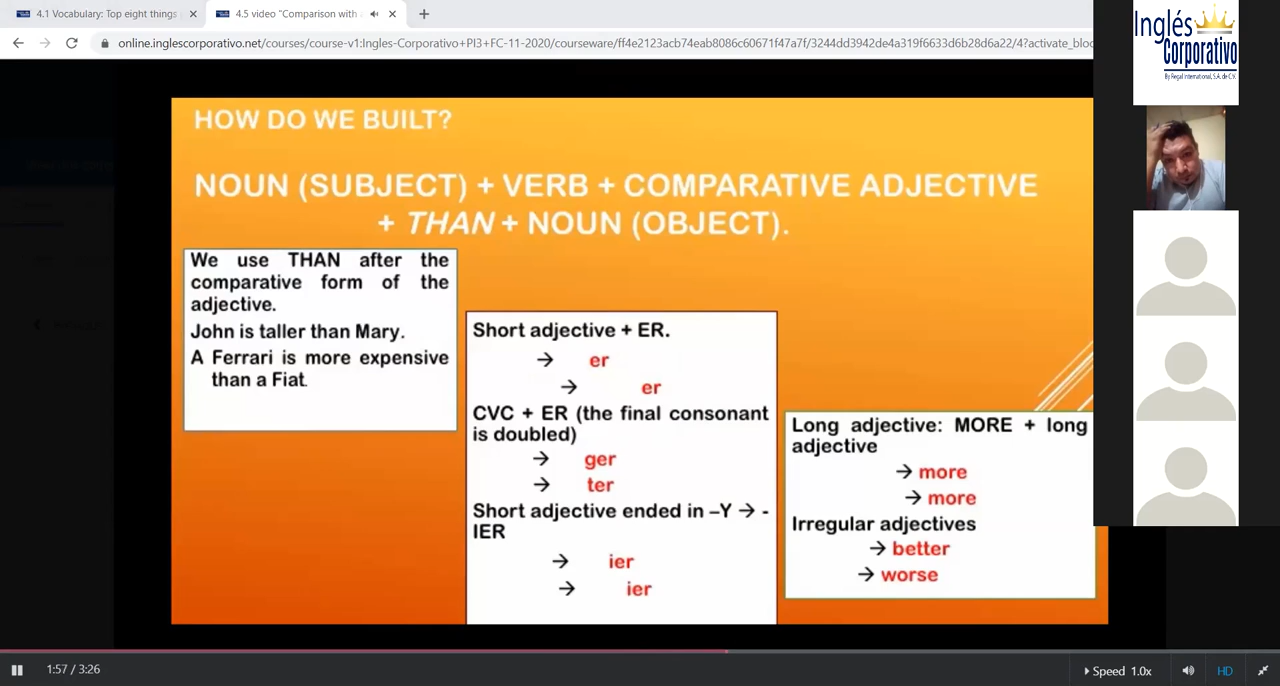 4.1 Vocabulary: Top eight things
4.5 video "Comparison with
online.inglescorporativo.net/courses/course-v1:Ingles-Corporativo+PI3+FC-11-2020/courseware/ff4e2123acb74eab8086c60671f47a7f/3244dd3942de4a319f6633d6b28d6a22/4?activate_bloc
Inglés
Corporativo
By Regal International, S.A. de C.V.
HOW DO WE BUILT?
NOUN (SUBJECT) + VERB + COMPARATIVE ADJECTIVE
+ THAN + NOUN (OBJECT).
We use THAN after the
comparative form of the
adjective.
John is taller than Mary.
A Ferrari is more expensive
than a Fiat.
Short adjective + ER.
→ er
→ er
CVC + ER (the final consonant
is doubled)
→ ger
→ ter
Short adjective ended in –Y → -
IER
→ ier
→ ier
Long adjective: MORE + long
adjective
→ more
→ more
Irregular adjectives
→ better
→ worse
1:57 / 3:26
Speed 1.0x
HD